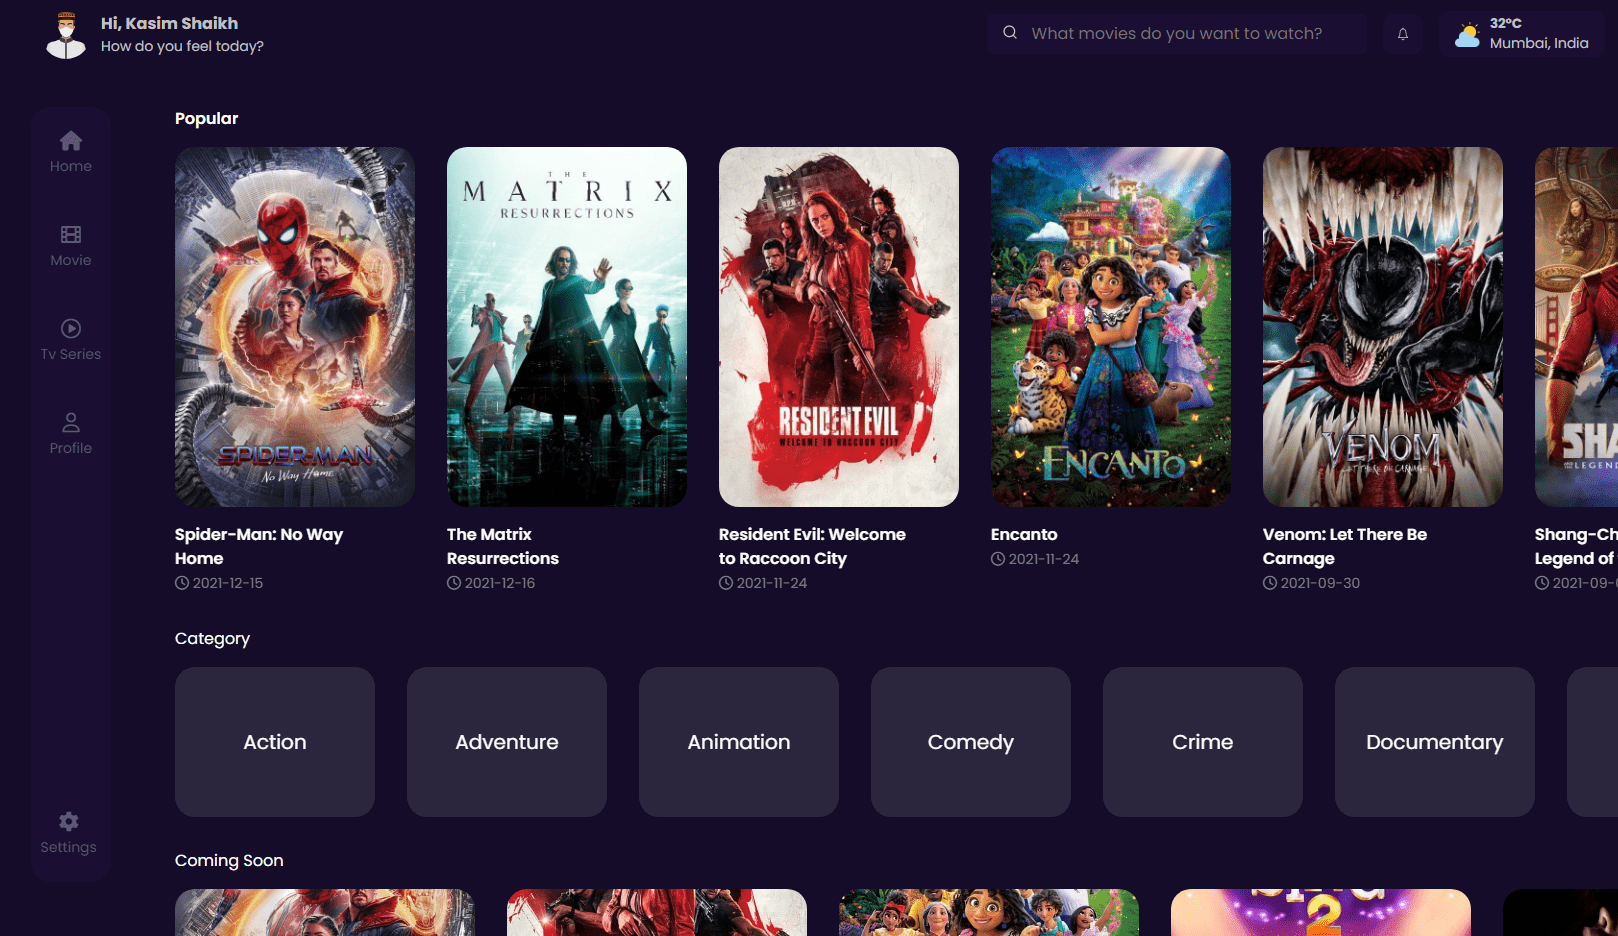 Hi, Kasim Shaikh
How do you feel today?
What movies do you want to watch?
32°C
Mumbai, India
Home
Movie
Tv Series
Profile
Settings
Popular
SPIDER-MAN
NO WAY HOME
THE
MATRIX
RESURRECTIONS
RESIDENT EVIL
WELCOME TO RACCOON CITY
ENCANTO
VENOM
LET THERE BE CARNAGE
SHA
LEGEND
Spider-Man: No Way
Home
2021-12-15
The Matrix
Resurrections
2021-12-16
Resident Evil: Welcome
to Raccoon City
2021-11-24
Encanto
2021-11-24
Venom: Let There Be
Carnage
2021-09-30
Shang-Ch
Legend of
2021-09-
Category
Action
Adventure
Animation
Comedy
Crime
Documentary
Coming Soon
2